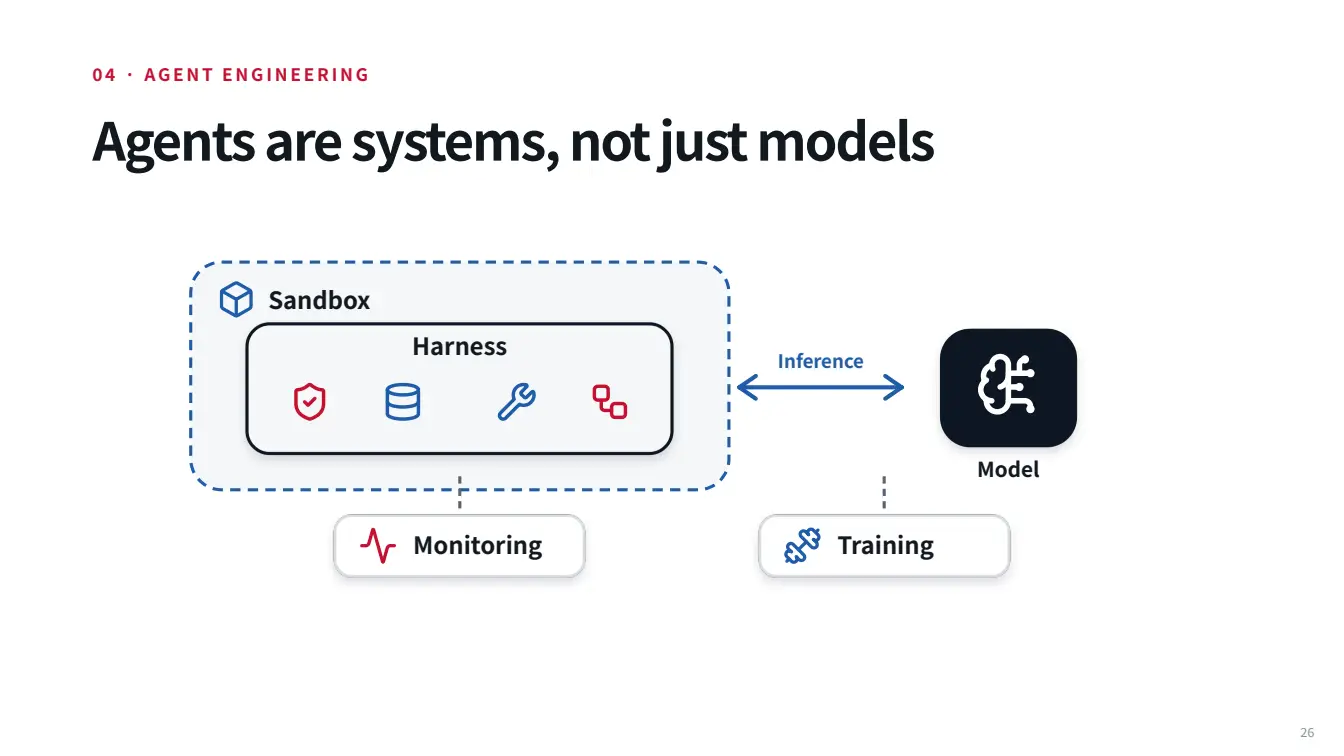 04 · AGENT ENGINEERING
Agents are systems, not just models
Sandbox
Harness
Inference
Model
Monitoring
Training
26